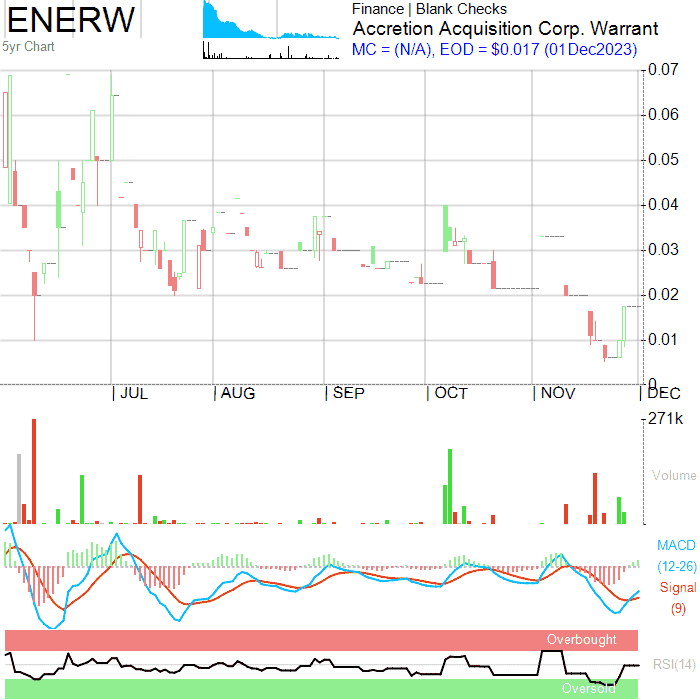 ENERW
5yr Chart
Finance | Blank Checks
Accretion Acquisition Corp. Warrant
MC = (N/A), EOD = $0.017 (01Dec2023)
0.07
0.06
0.05
0.04
0.03
0.02
0.01
0
JUL AUG SEP OCT NOV DEC
271k
Volume
MACD
(12-26)
Signal
(9)
Overbought
RSI(14)
Oversold